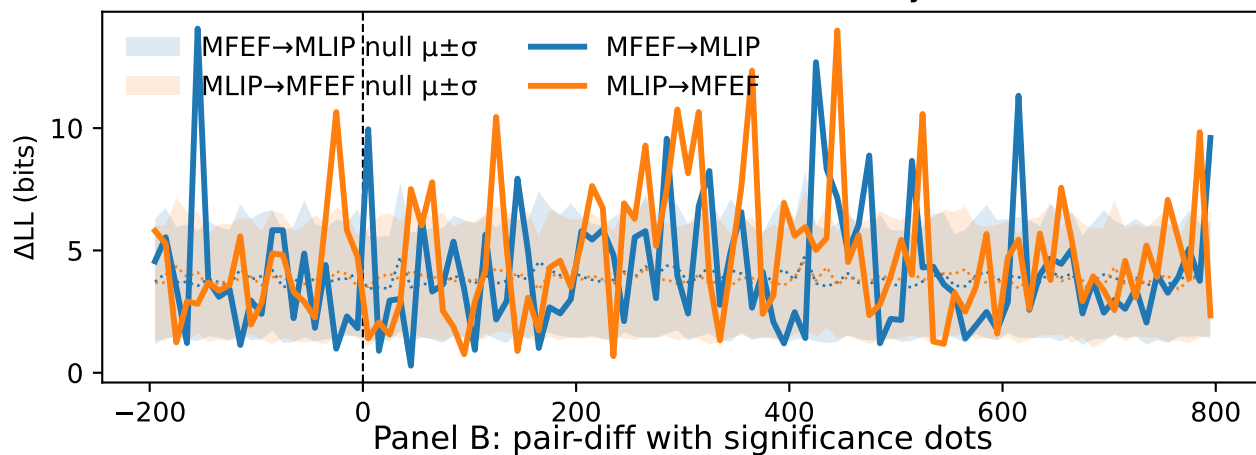 MFEF→MLIP null μ±σ
MLIP→MFEF null μ±σ
MFEF→MLIP
MLIP→MFEF
ΔLL (bits)
10
5
0
−200 0 200 400 600 800
Panel B: pair-diff with significance dots